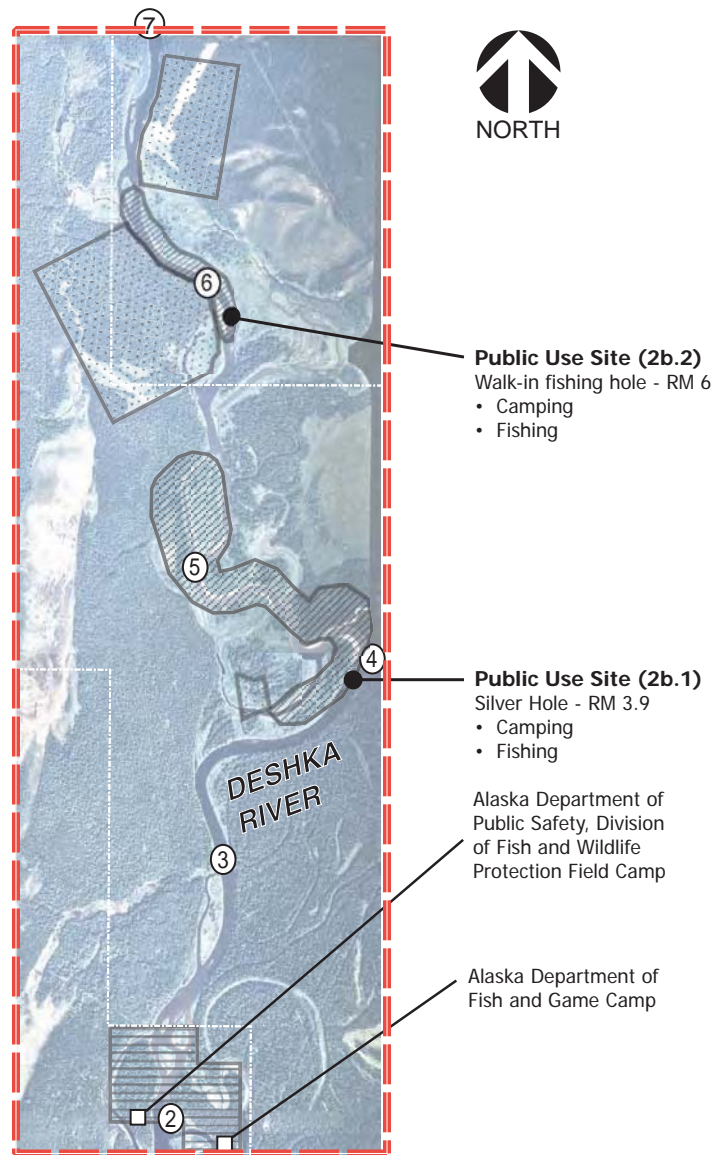 7
NORTH
6
Public Use Site (2b.2)
Walk-in fishing hole - RM 6
• Camping
• Fishing
5
4
Public Use Site (2b.1)
Silver Hole - RM 3.9
• Camping
• Fishing
DESHKA
RIVER
Alaska Department of
Public Safety, Division
of Fish and Wildlife
Protection Field Camp
3
Alaska Department of
Fish and Game Camp
2